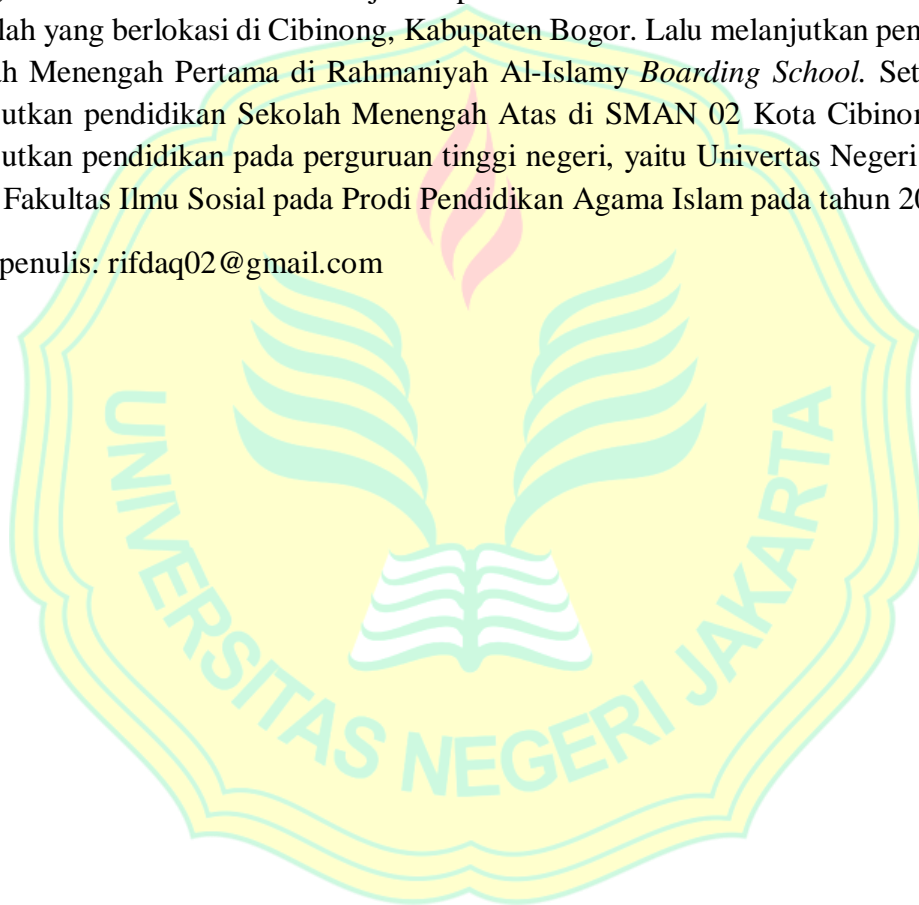 lah yang berlokasi di Cibinong, Kabupaten Bogor. Lalu melanjutkan pen
ah Menengah Pertama di Rahmaniyah Al-Islamy Boarding School. Set
utkan pendidikan Sekolah Menengah Atas di SMAN 02 Kota Cibinon
utkan pendidikan pada perguruan tinggi negeri, yaitu Univertas Negeri
Fakultas Ilmu Sosial pada Prodi Pendidikan Agama Islam pada tahun 20
penulis: rifdaq02@gmail.com
UNIVERSITAS NEGERI JAKARTA